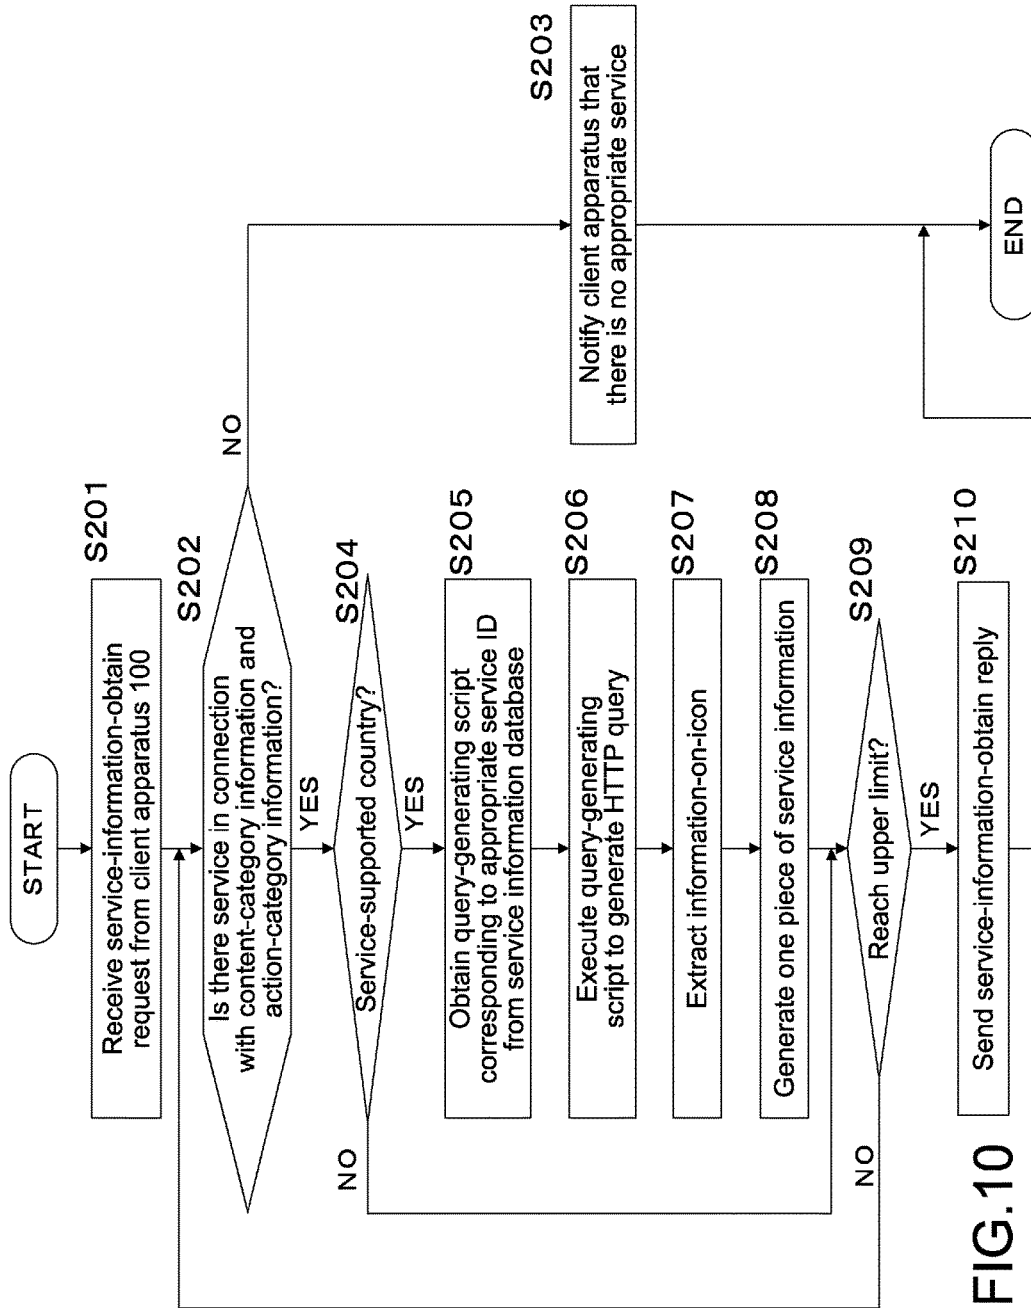 START
S201
Receive service-information-obtain
request from client apparatus 100
S202
Is there service in connection
with content-category information and
action-category information?
NO
YES
S203
Notify client apparatus that
there is no appropriate service
S204
Service-supported country?
NO
YES
S205
Obtain query-generating script
corresponding to appropriate service ID
from service information database
S206
Execute query-generating
script to generate HTTP query
S207
Extract information-on-icon
S208
Generate one piece of service information
S209
Reach upper limit?
NO
YES
S210
Send service-information-obtain reply
END
FIG.10